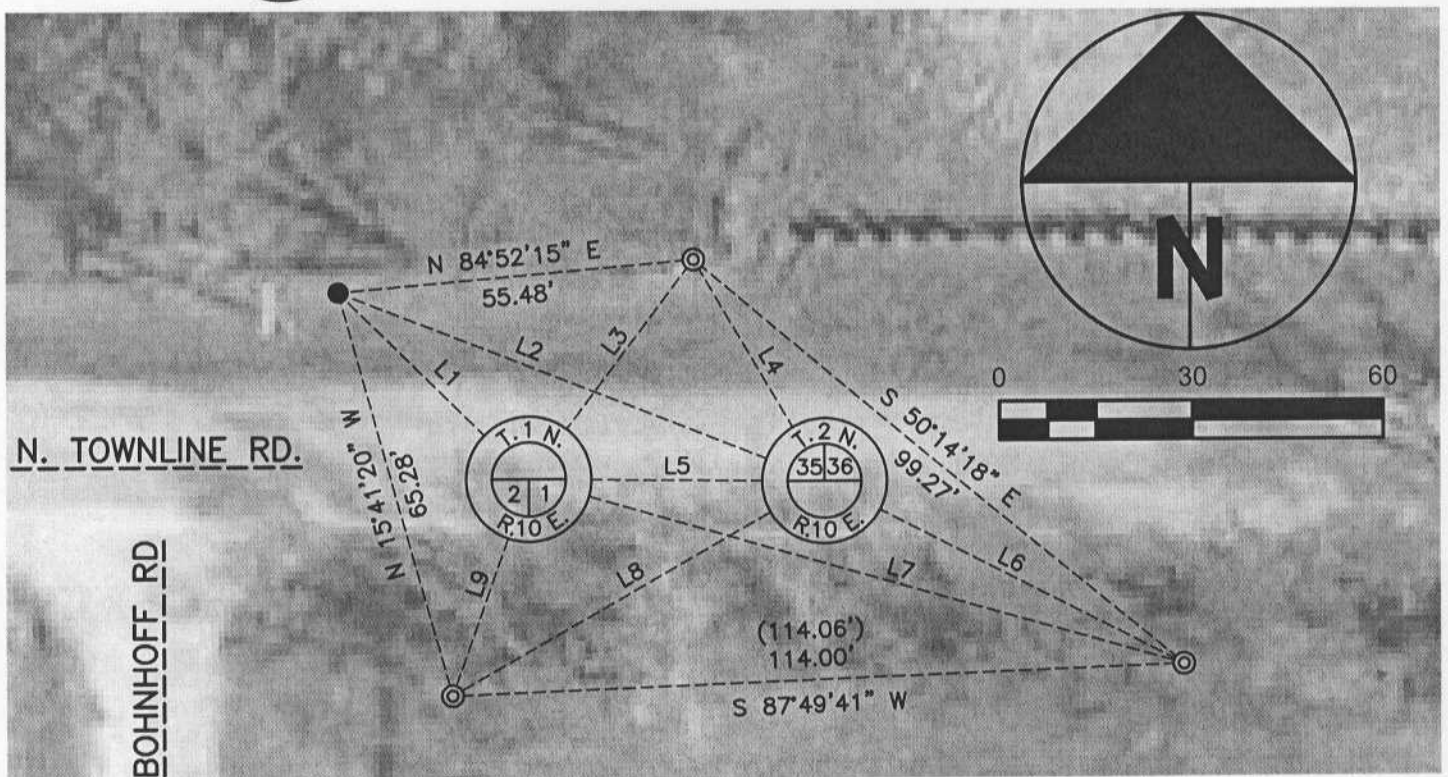 N 84°52'15" E
55.48'
N
L1
L2
L3
L4
0 30 60
S 50°14'18" E
99.27'
N. TOWNLINE RD.
T. 1 N.
2 1
R.10 E.
L5
T. 2 N.
35 36
R.10 E.
N 15°41'20" W
65.28'
L6
L7
L8
L9
(114.06')
114.00'
S 87°49'41" W
BOHNHOFF RD